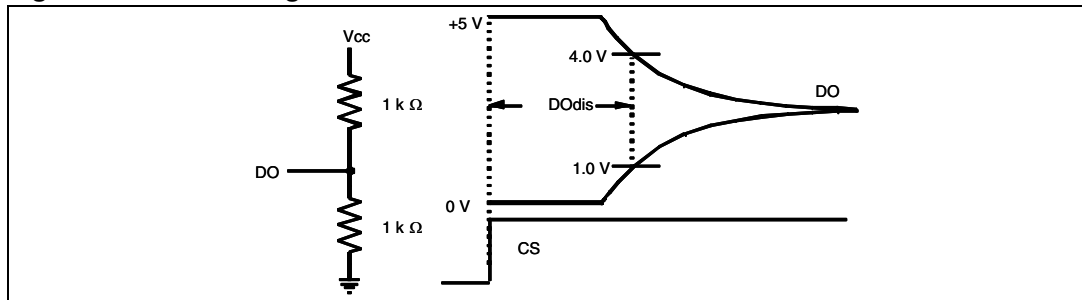 Vcc
1 k Ω
DO
1 k Ω
+5 V
4.0 V
DOdis
DO
1.0 V
0 V
CS